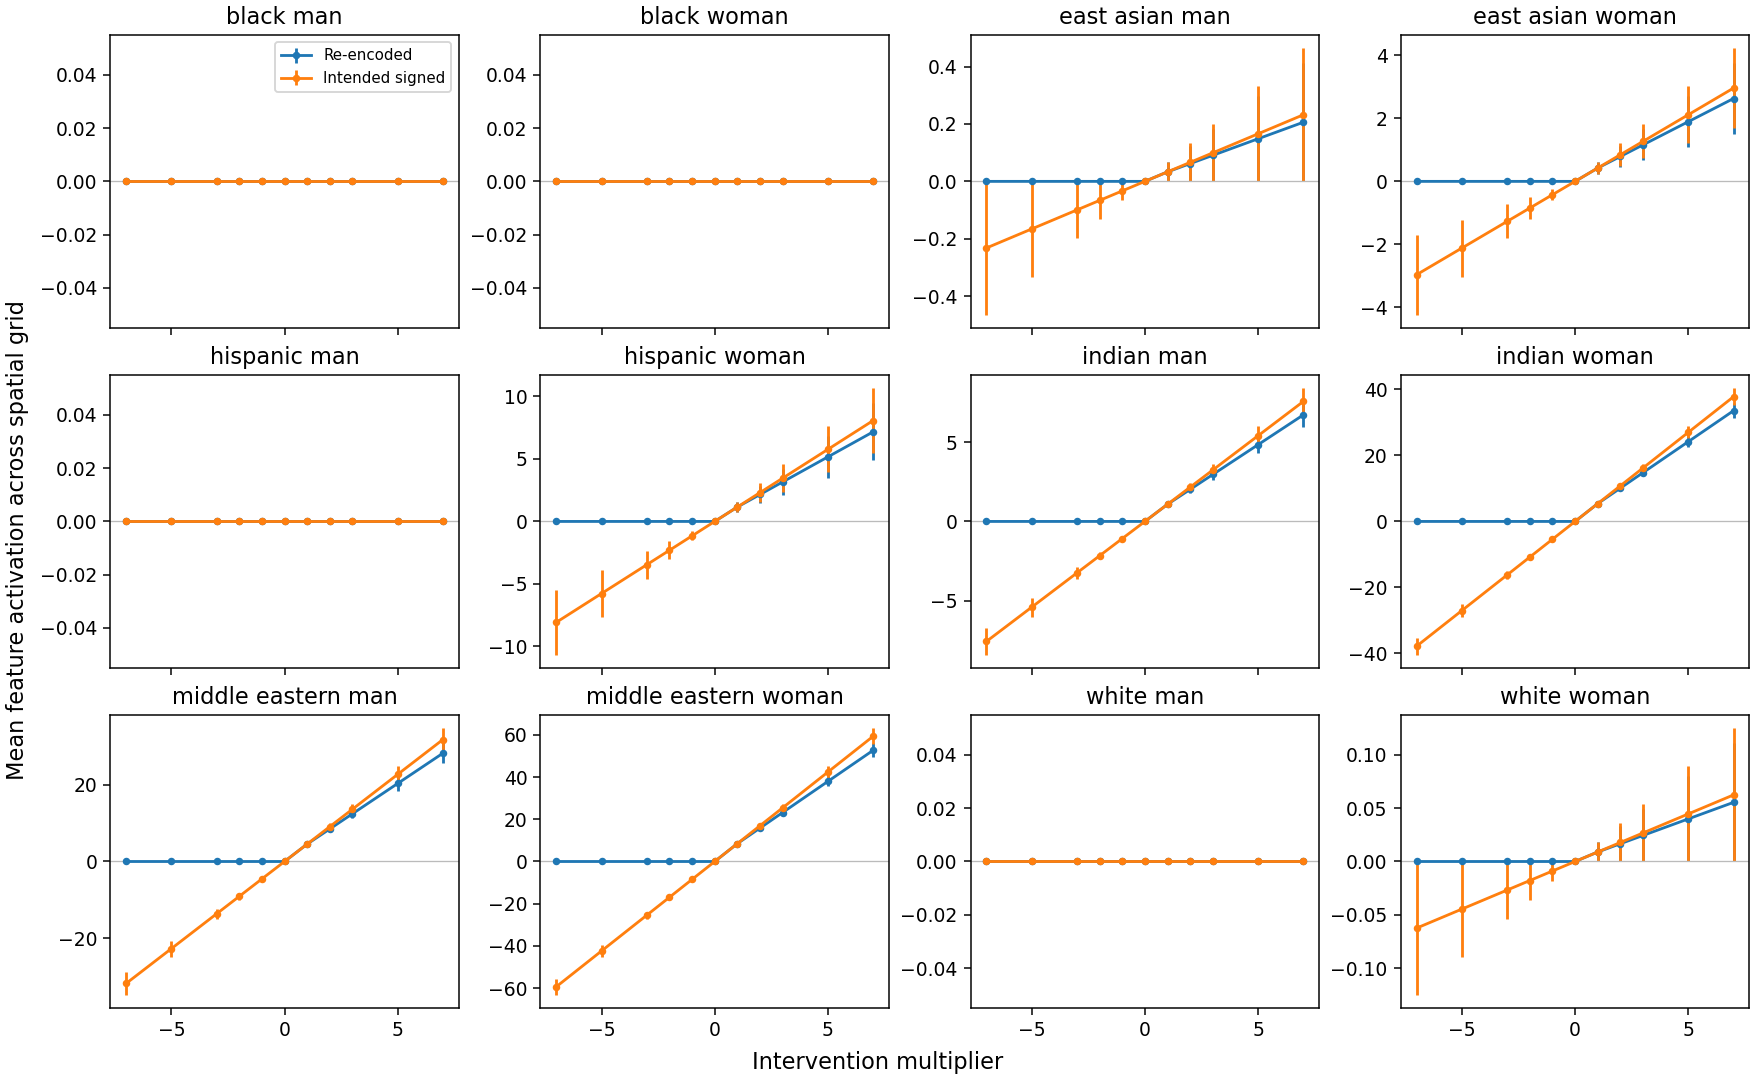 black man
black woman
east asian man
east asian woman
Re-encoded
Intended signed
0.04
0.02
0.00
−0.02
−0.04
0.04
0.02
0.00
−0.02
−0.04
0.4
0.2
0.0
−0.2
−0.4
4
2
0
−2
−4
hispanic man
hispanic woman
indian man
indian woman
0.04
0.02
0.00
−0.02
−0.04
10
5
0
−5
−10
5
0
−5
40
20
0
−20
−40
middle eastern man
middle eastern woman
white man
white woman
20
0
−20
60
40
20
0
−20
−40
−60
0.04
0.02
0.00
−0.02
−0.04
0.10
0.05
0.00
−0.05
−0.10
−5 0 5
−5 0 5
−5 0 5
−5 0 5
Mean feature activation across spatial grid
Intervention multiplier